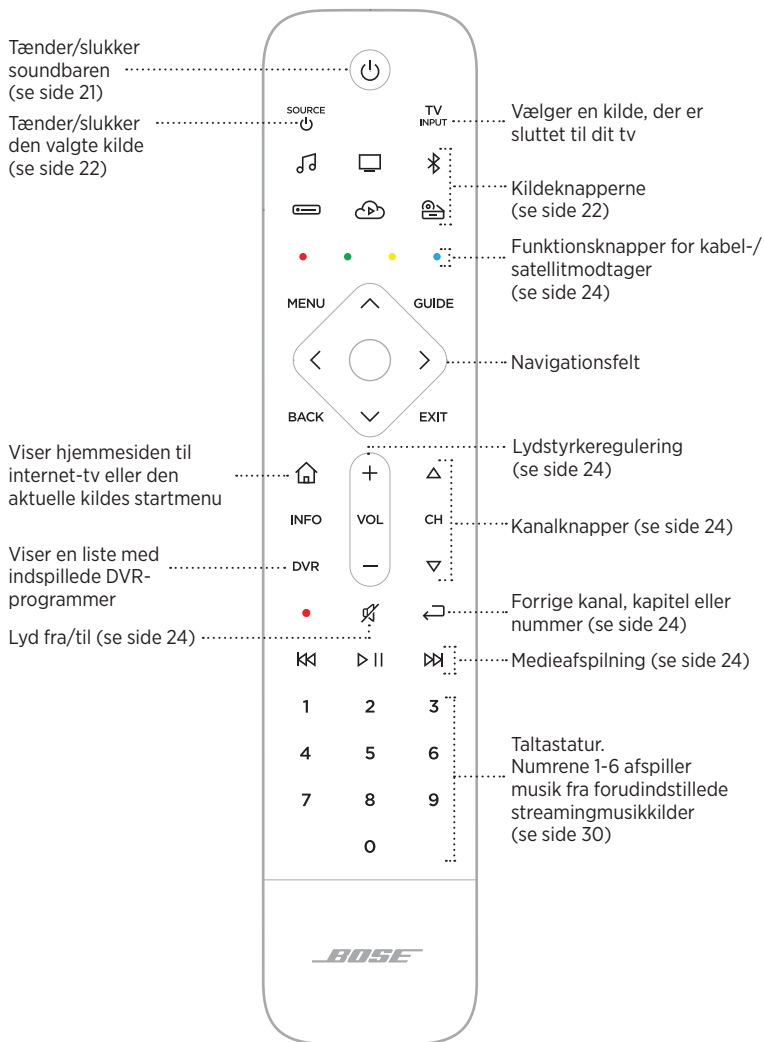 Tænder/slukker
soundbaren
(se side 21)
SOURCE
TV
INPUT
Tænder/slukker
den valgte kilde
(se side 22)
Vælger en kilde, der er
sluttet til dit tv
Kildeknapperne
(se side 22)
Funktionsknapper for kabel-/
satellitmodtager
(se side 24)
MENU
GUIDE
Navigationsfelt
BACK
EXIT
Viser hjemmesiden til
internet-tv eller den
aktuelle kildes startmenu
Lydstyrkeregulering
(se side 24)
INFO
VOL
CH
Kanalknapper (se side 24)
Viser en liste med
indspillede DVR-
programmer
DVR
Forrige kanal, kapitel eller
nummer (se side 24)
Lyd fra/til (se side 24)
Medieafspilning (se side 24)
1 2 3
4 5 6
7 8 9
0
Taltastatur.
Numrene 1-6 afspiller
musik fra forudindstillede
streamingmusikkilder
(se side 30)
BOSE